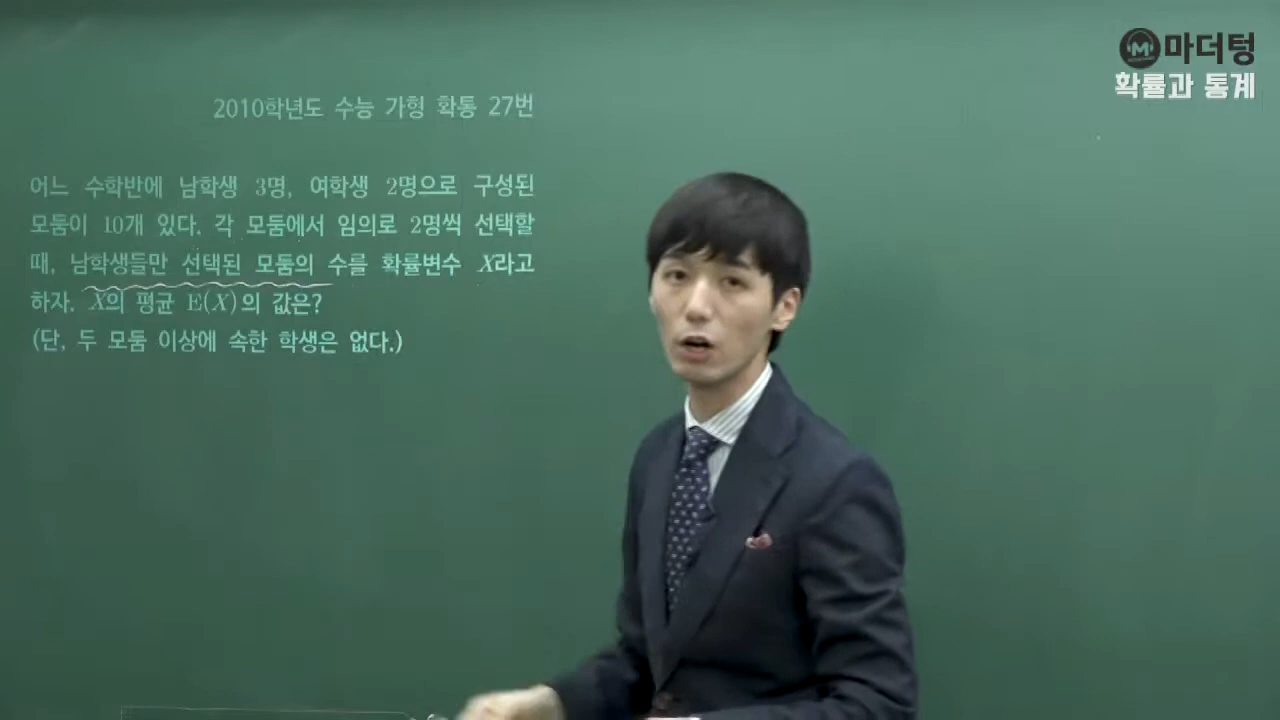 마더텅
확률과 통계
2010학년도 수능 가형 확통 27번
어느 수학반에 남학생 3명, 여학생 2명으로 구성된
모둠이 10개 있다. 각 모둠에서 임의로 2명씩 선택할
때, 남학생들만 선택된 모둠의 수를 확률변수 X라고
하자. X의 평균 E(X)의 값은?
(단, 두 모둠 이상에 속한 학생은 없다.)